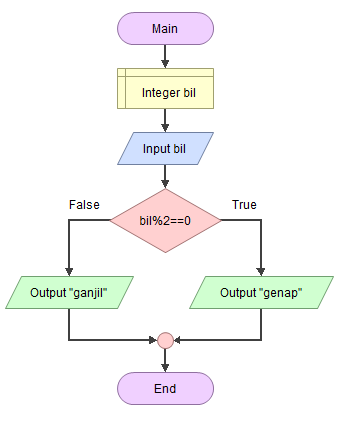 Main
Integer bil
Input bil
False
True
bil%2==0
Output "ganjil"
Output "genap"
End